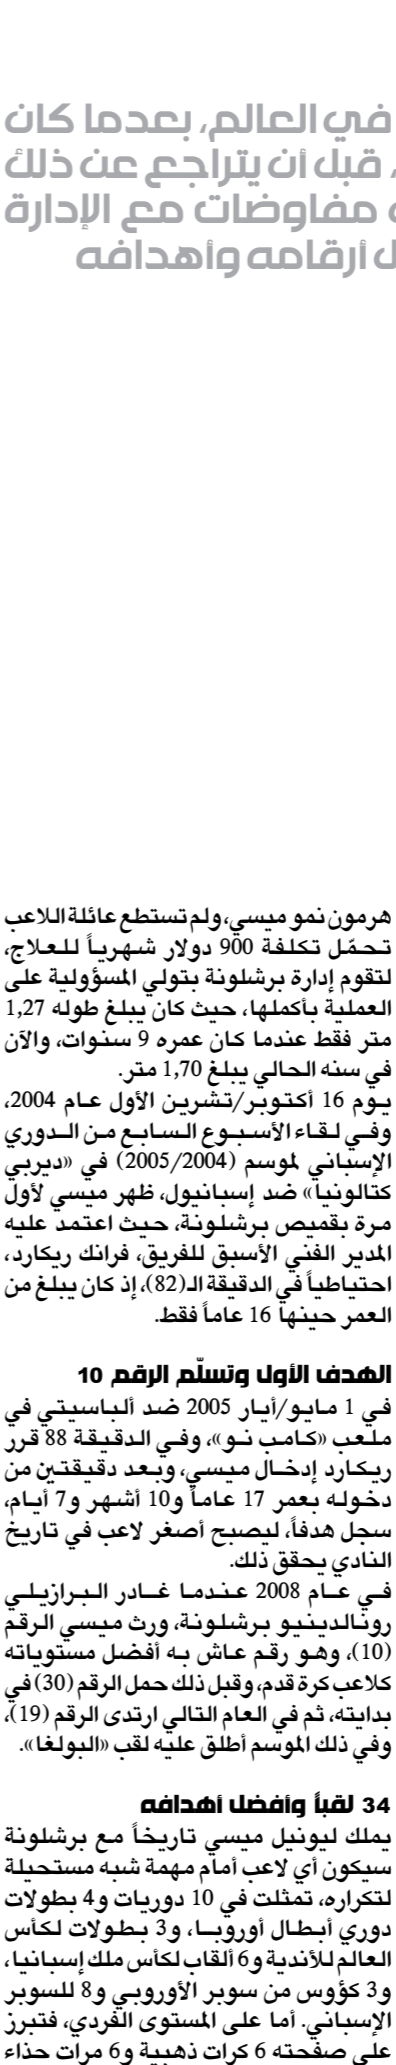 في العالم، بعدما كان
، قبل أن يتراجع عن ذلك
مفاوضات مع الإدارة
أرقامه وأهدافه
هرمون نمو ميسي، ولم تستطع عائلة اللاعب
تحمّل تكلفة 900 دولار شهرياً للعلاج،
لتقوم إدارة برشلونة بتولي المسؤولية على
العملية بأكملها، حيث كان يبلغ طوله 1,27
متر فقط عندما كان عمره 9 سنوات، والآن
في سنه الحالي يبلغ 1,70 متر.
يوم 16 أكتوبر/تشرين الأول عام 2004،
وفي لقاء الأسبوع السابع من الدوري
الإسباني لموسم (2005/2004) في «ديربي
كتالونيا» ضد إسبانيول، ظهر ميسي لأول
مرة بقميص برشلونة، حيث اعتمد عليه
المدير الفني الأسبق للفريق، فرانك ريكارد،
احتياطياً في الدقيقة الـ(82)، إذ كان يبلغ من
العمر حينها 16 عاماً فقط.
الهدف الأول وتسلّم الرقم 10
في 1 مايو/أيار 2005 ضد ألباسيتي في
ملعب «كامب نو»، وفي الدقيقة 88 قرر
ريكارد إدخال ميسي، وبعد دقيقتين من
دخوله بعمر 17 عاماً و10 أشهر و7 أيام،
سجل هدفاً، ليصبح أصغر لاعب في تاريخ
النادي يحقق ذلك.
في عام 2008 عندما غادر البرازيلي
رونالدينيو برشلونة، ورث ميسي الرقم
(10)، وهو رقم عاش به أفضل مستوياته
كلاعب كرة قدم، وقبل ذلك حمل الرقم (30) في
بدايته، ثم في العام التالي ارتدى الرقم (19)،
وفي ذلك الموسم أطلق عليه لقب «البولغا».
34 لقباً وأفضل أهدافه
يملك ليونيل ميسي تاريخاً مع برشلونة
سيكون أي لاعب أمام مهمة شبه مستحيلة
لتكراره، تمثلت في 10 دوريات و4 بطولات
دوري أبطال أوروبا، و3 بطولات لكأس
العالم للأندية و6 ألقاب لكأس ملك إسبانيا،
و3 كؤوس من سوبر الأوروبي و8 للسوبر
الإسباني. أما على المستوى الفردي، فتبرز
على صفحته 6 كرات ذهبية و6 مرات حذاء